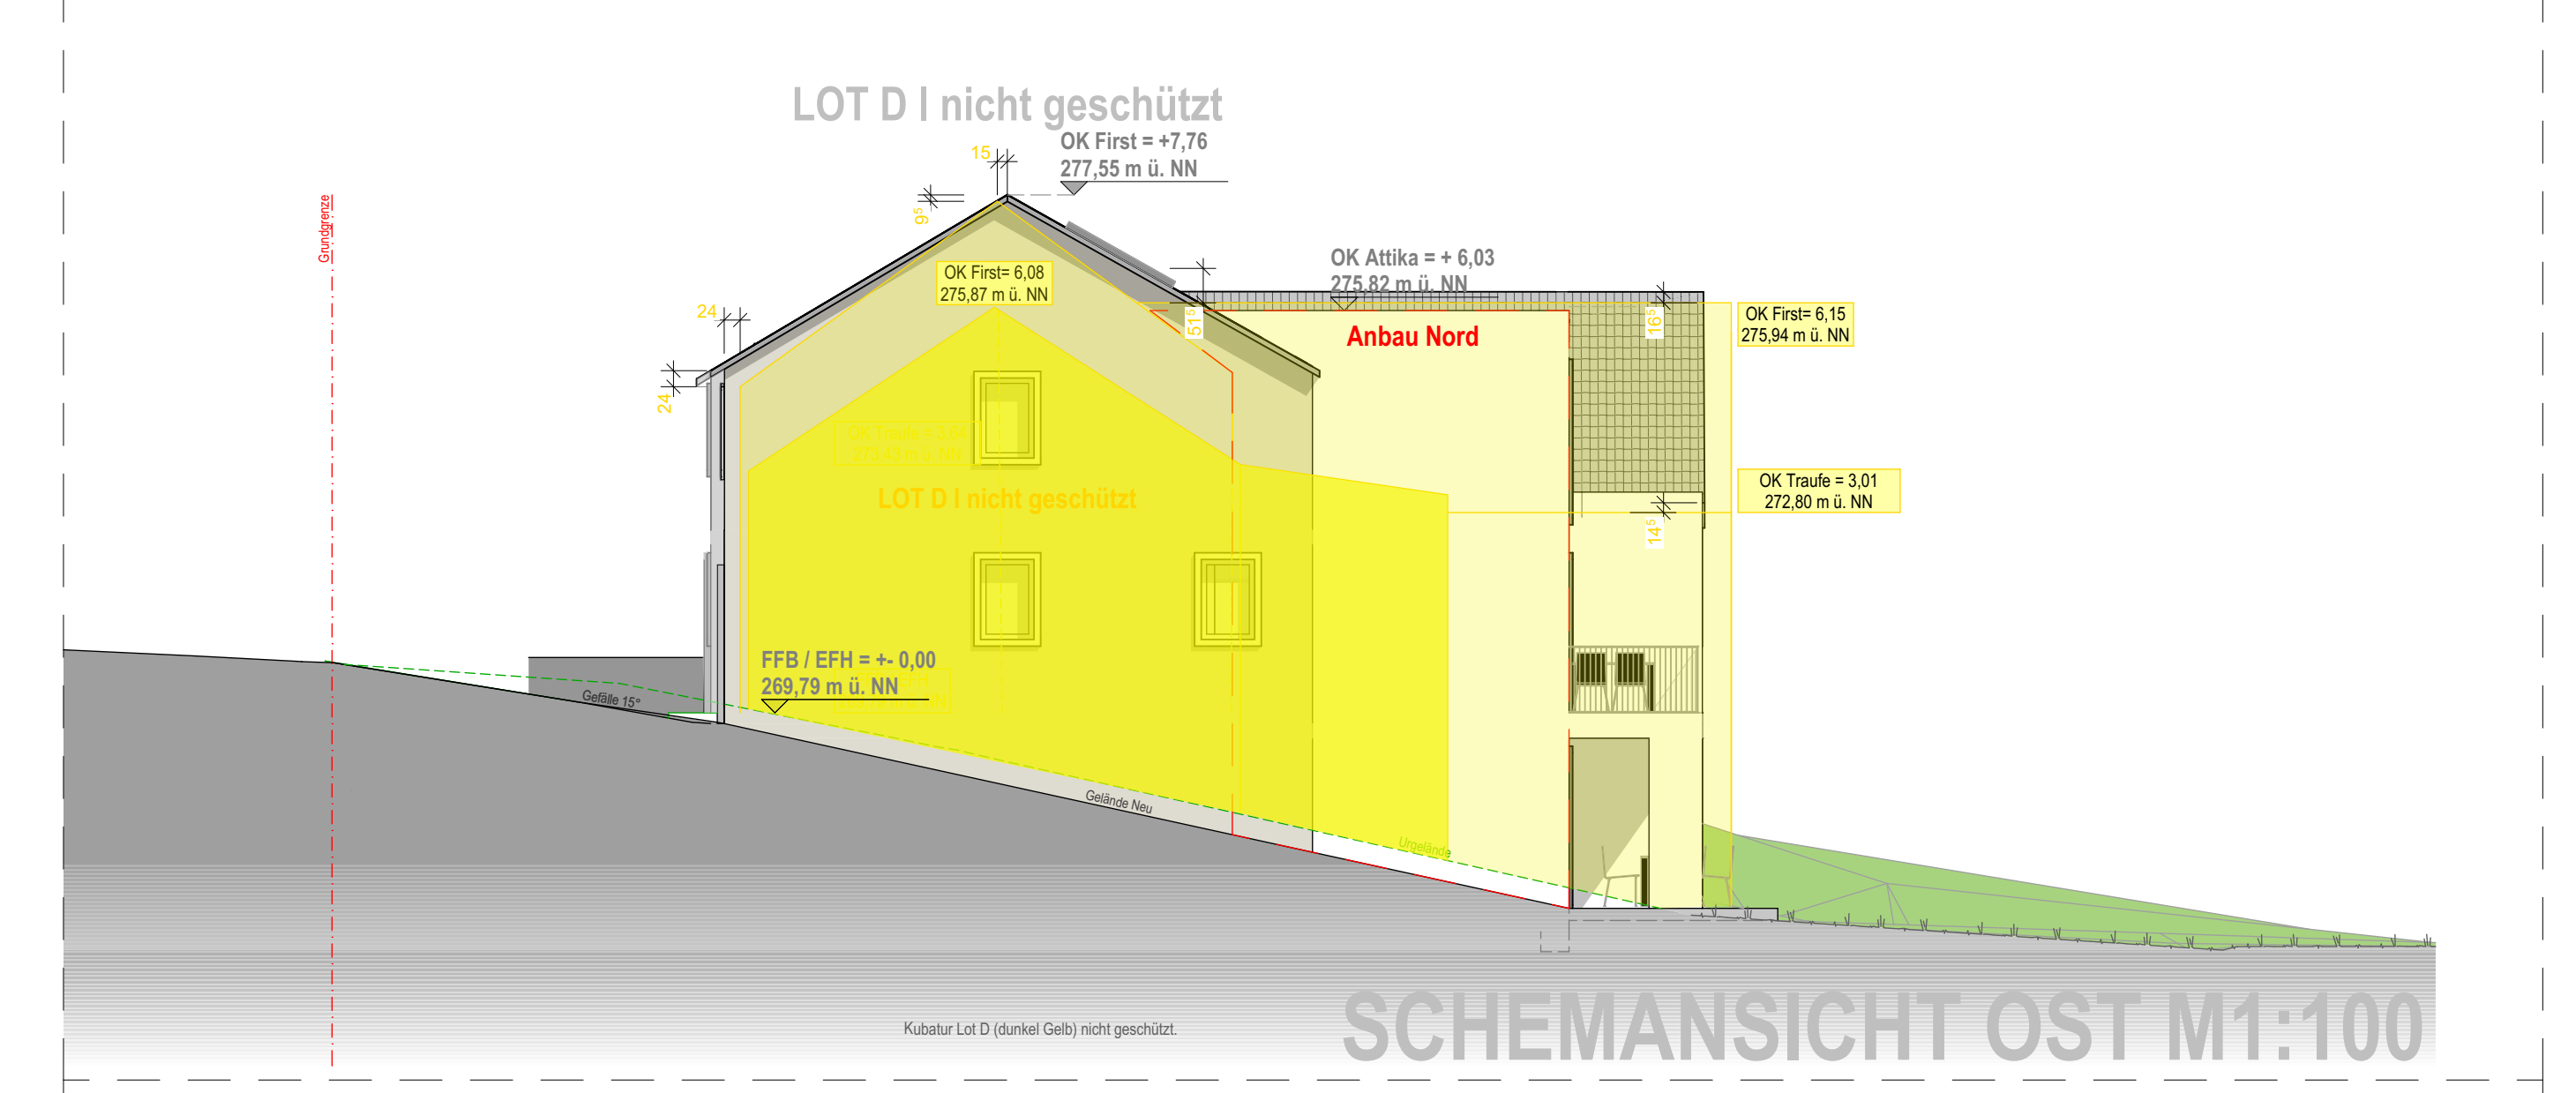 LOT D I nicht geschützt
OK First = +7,76
277,55 m ü. NN
15
9⁵
Grundgrenze
OK Attika = + 6,03
275,82 m ü. NN
OK First= 6,08
275,87 m ü. NN
24
24
51⁵
16⁵
Anbau Nord
OK First= 6,15
275,94 m ü. NN
OK Traufe =
m ü. NN
LOT D I nicht geschützt
OK Traufe = 3,01
272,80 m ü. NN
14⁵
FFB / EFH = +- 0,00
269,79 m ü. NN
Gefälle 15°
Gelände Neu
Urgelände
Kubatur Lot D (dunkel Gelb) nicht geschützt.
SCHEMANSICHT OST M1:100